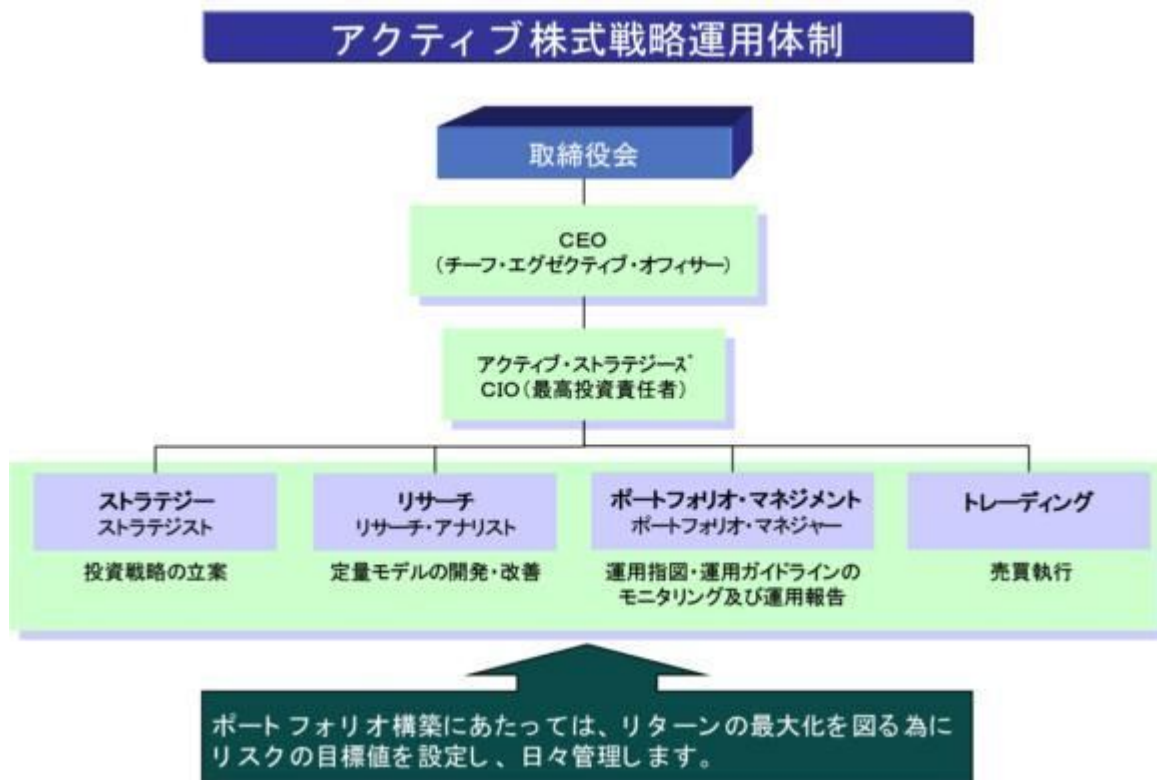 アクティブ株式戦略運用体制
取締役会
CEO
(チーフ・エグゼクティブ・オフィサー)
アクティブ・ストラテジーズ
CIO(最高投資責任者)
ストラテジー
ストラテジスト
投資戦略の立案
リサーチ
リサーチ・アナリスト
定量モデルの開発・改善
ポートフォリオ・マネジメント
ポートフォリオ・マネジャー
運用指図・運用ガイドラインの
モニタリング及び運用報告
トレーディング
売買執行
ポートフォリオ構築にあたっては、リターンの最大化を図る為に
リスクの目標値を設定し、日々管理します。